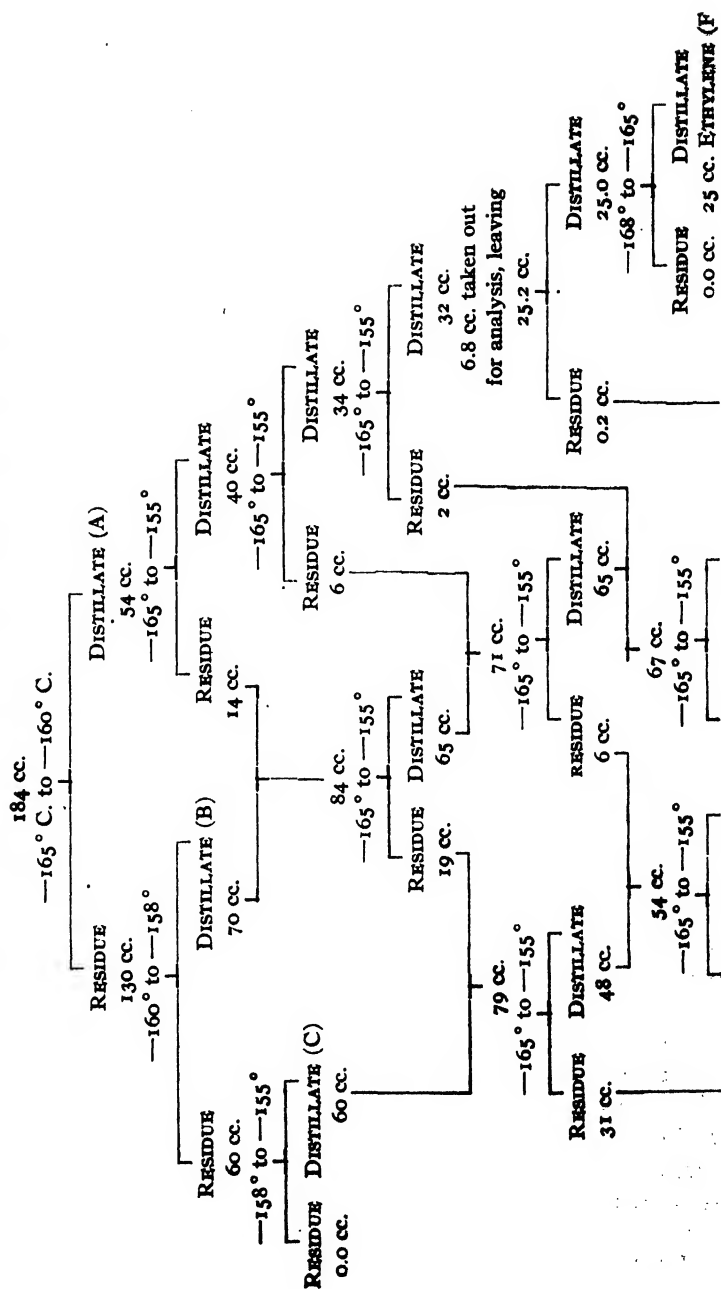 184 cc.
—165° C. to —160° C.
RESIDUE DISTILLATE (A)
130 cc. 54 cc.
—160° to —158° —165° to —155°
RESIDUE DISTILLATE (B) RESIDUE DISTILLATE
60 cc. 70 cc. 14 cc. 40 cc.
—158° to —155° —165° to —155°
RESIDUE DISTILLATE (C) 84 cc. RESIDUE DISTILLATE
0.0 cc. 60 cc. —165° to —155° 6 cc. 34 cc.
—165° to —155°
RESIDUE DISTILLATE RESIDUE DISTILLATE
19 cc. 65 cc. 2 cc. 32 cc.
6.8 cc. taken out
for analysis, leaving
25.2 cc.
79 cc. 71 cc.
—165° to —155° —165° to —155°
RESIDUE DISTILLATE RESIDUE DISTILLATE RESIDUE DISTILLATE
31 cc. 48 cc. 6 cc. 65 cc. 0.2 cc. 25.0 cc.
—168° to —165°
54 cc. 67 cc.
—165° to —155° —165° to —155°
RESIDUE DISTILLATE
0.0 cc. 25 cc. ETHYLENE (F